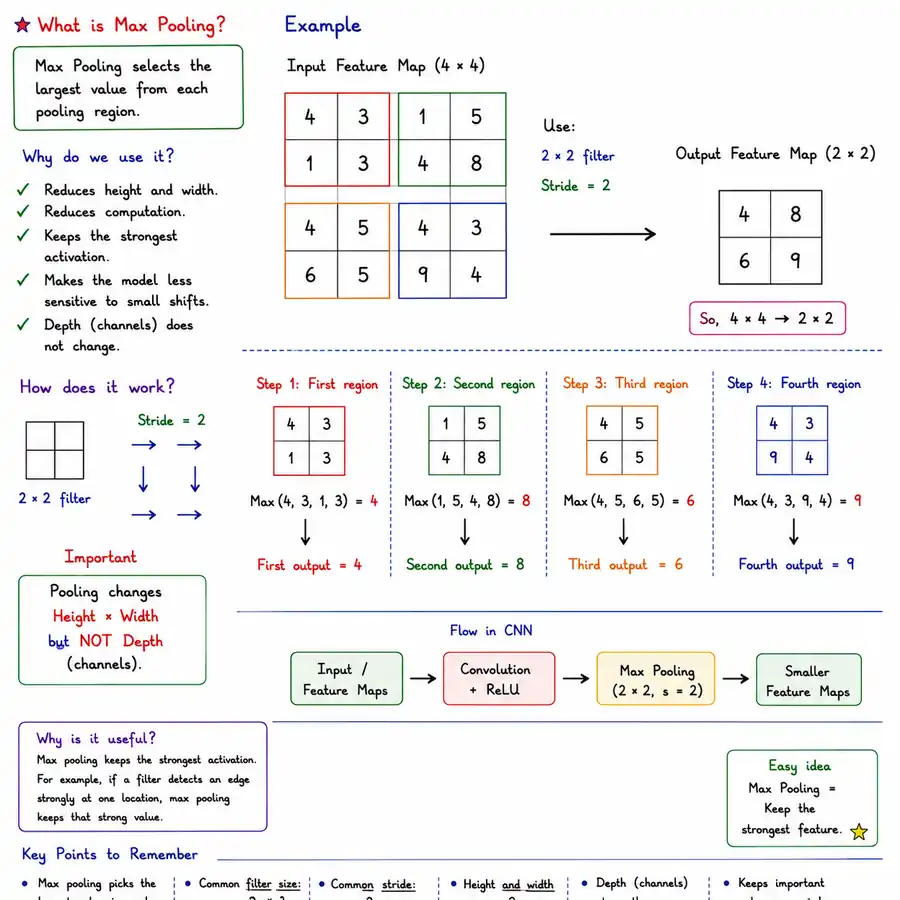 What is Max Pooling?
Max Pooling selects the
largest value from each
pooling region.
Why do we use it?
✓ Reduces height and width.
✓ Reduces computation.
✓ Keeps the strongest
activation.
✓ Makes the model less
sensitive to small shifts.
✓ Depth (channels) does
not change.
How does it work?
Stride = 2
2 × 2 filter
Important
Pooling changes
Height × Width
but NOT Depth
(channels).
Example
Input Feature Map (4 × 4)
4 3 1 5
1 3 4 8
4 5 4 3
6 5 9 4
Use:
2 × 2 filter
Stride = 2
Output Feature Map (2 × 2)
4 8
6 9
So, 4 × 4 → 2 × 2
Step 1: First region
4 3
1 3
Max(4, 3, 1, 3) = 4
First output = 4
Step 2: Second region
1 5
4 8
Max(1, 5, 4, 8) = 8
Second output = 8
Step 3: Third region
4 5
6 5
Max(4, 5, 6, 5) = 6
Third output = 6
Step 4: Fourth region
4 3
9 4
Max(4, 3, 9, 4) = 9
Fourth output = 9
Flow in CNN
Input /
Feature Maps
Convolution
+ ReLU
Max Pooling
(2 × 2, s = 2)
Smaller
Feature Maps
Why is it useful?
Max pooling keeps the strongest activation.
For example, if a filter detects an edge
strongly at one location, max pooling
keeps that strong value.
Easy idea
Max Pooling =
Keep the
strongest feature.
Key Points to Remember
• Max pooling picks the
• Common filter size:
• Common stride:
• Height and width
• Depth (channels)
• Keeps important